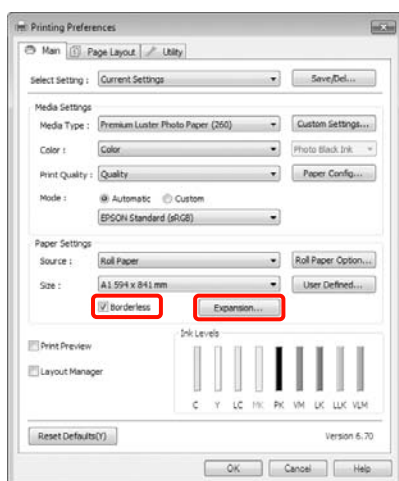 Printing Preferences
Main Page Layout Utility
Select Setting : Current Settings Save/Del...
Media Settings
Media Type : Premium Luster Photo Paper (260) Custom Settings...
Color : Color Photo Black Ink
Print Quality : Quality Paper Config...
Mode : Automatic Custom
EPSON Standard (sRGB)
Paper Settings
Source : Roll Paper Roll Paper Option...
Size : A1 594 x 841 mm User Defined...
Borderless Expansion...
Ink Levels
Print Preview
Layout Manager
C Y LC MK PK VM LK LLK VLM
Reset Defaults(Y) Version 6.70
OK Cancel Help